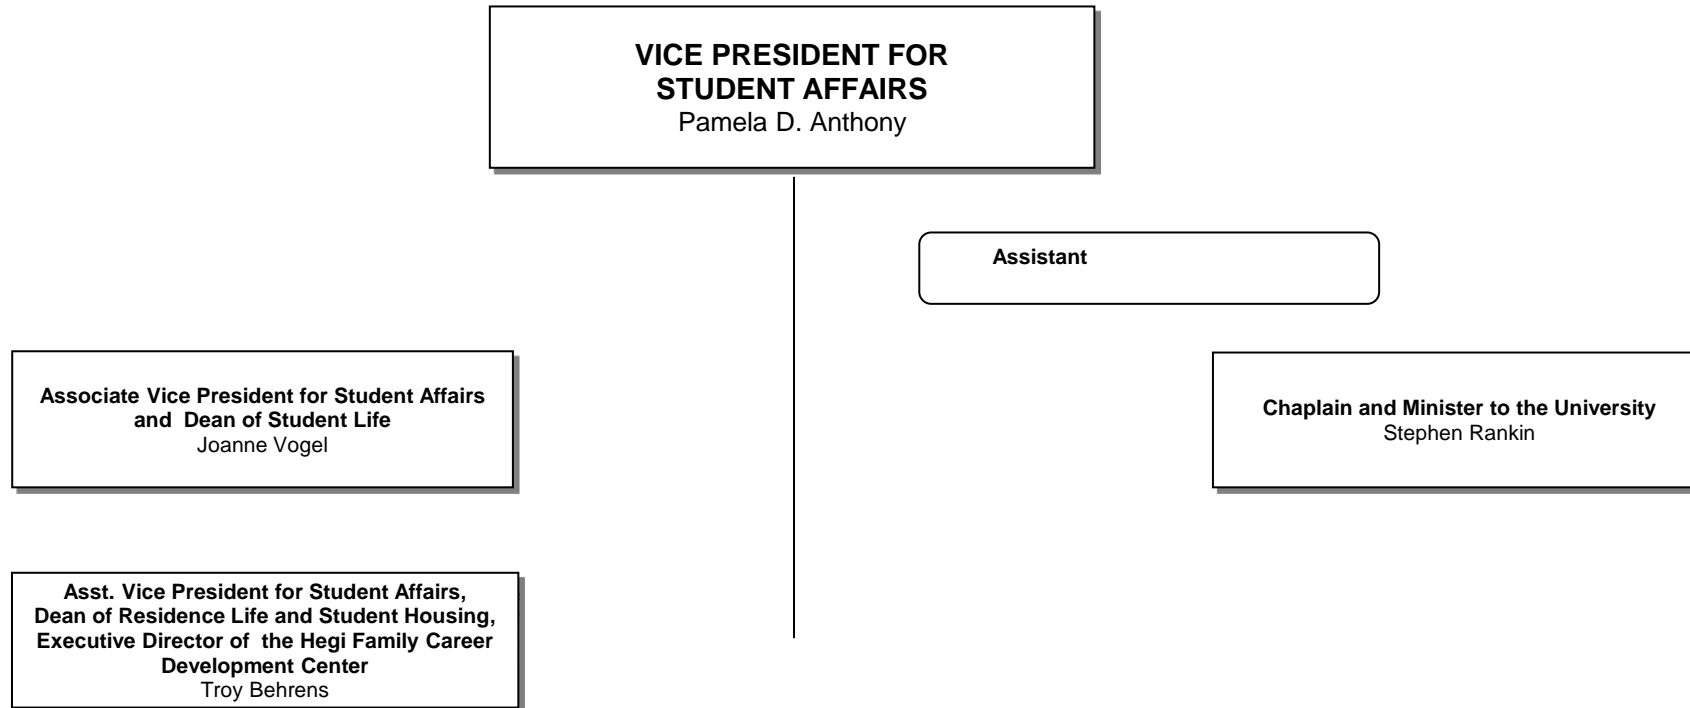 VICE PRESIDENT FOR
STUDENT AFFAIRS
Pamela D. Anthony
Assistant
Associate Vice President for Student Affairs
and Dean of Student Life
Joanne Vogel
Chaplain and Minister to the University
Stephen Rankin
Asst. Vice President for Student Affairs,
Dean of Residence Life and Student Housing,
Executive Director of the Hegi Family Career
Development Center
Troy Behrens